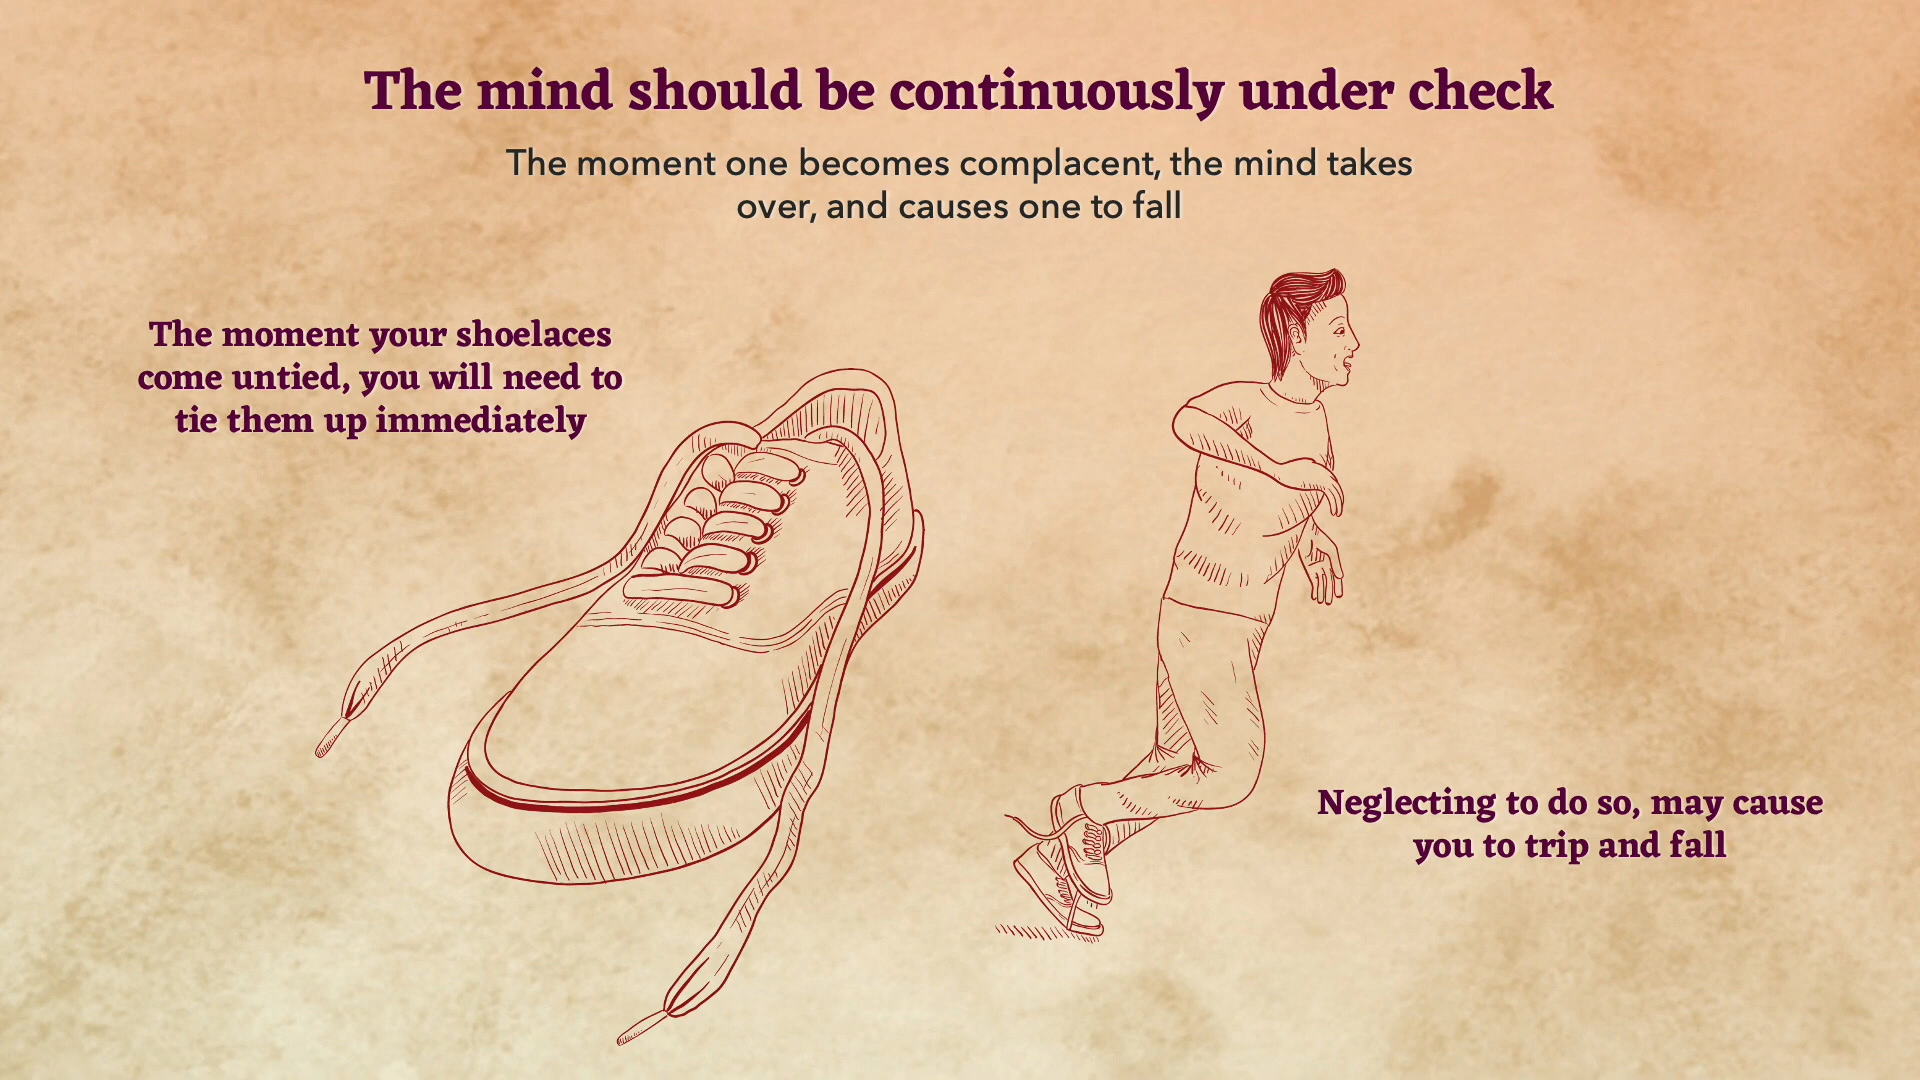 The mind should be continuously under check
The moment one becomes complacent, the mind takes
over, and causes one to fall
The moment your shoelaces
come untied, you will need to
tie them up immediately
Neglecting to do so, may cause
you to trip and fall